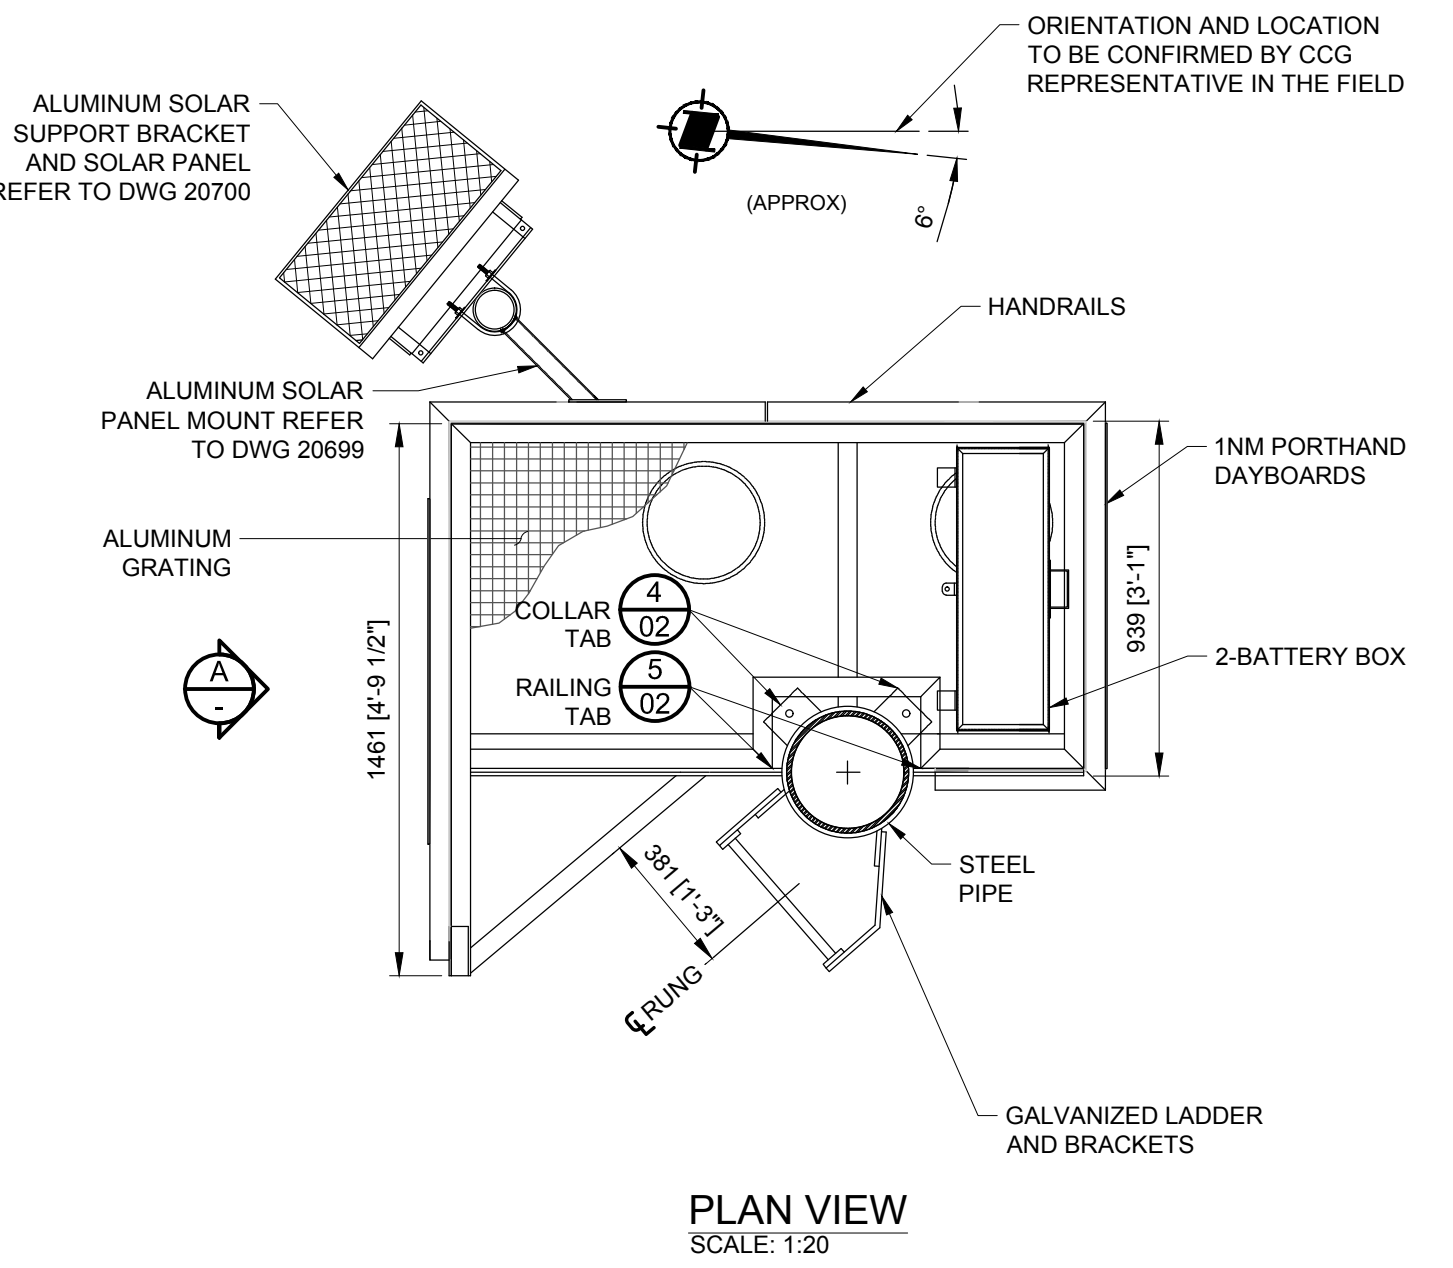 ORIENTATION AND LOCATION
TO BE CONFIRMED BY CCG
REPRESENTATIVE IN THE FIELD
ALUMINUM SOLAR
SUPPORT BRACKET
AND SOLAR PANEL
REFER TO DWG 20700
(APPROX)
6°
HANDRAILS
ALUMINUM SOLAR
PANEL MOUNT REFER
TO DWG 20699
1NM PORTHAND
DAYBOARDS
ALUMINUM
GRATING
939 [3'-1"]
COLLAR
TAB
4
02
1461 [4'-9 1/2"]
A
-
RAILING
TAB
5
02
2-BATTERY BOX
STEEL
PIPE
381 [1'-3"]
℄ RUNG
GALVANIZED LADDER
AND BRACKETS
PLAN VIEW
SCALE: 1:20